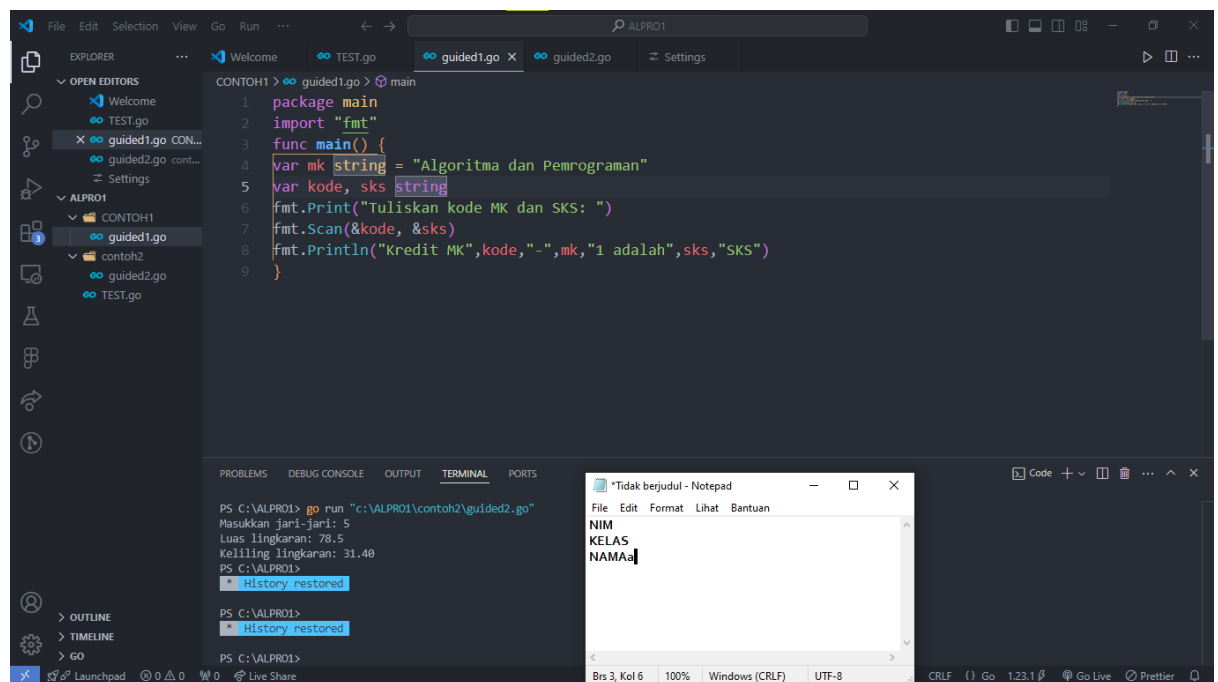 File Edit Selection View Go Run ··· ← → ALPRO1
EXPLORER ···
OPEN EDITORS
Welcome
TEST.go
guided1.go CON...
guided2.go cont...
Settings
ALPRO1
CONTOH1
guided1.go
contoh2
guided2.go
TEST.go
OUTLINE
TIMELINE
GO
3
Welcome TEST.go guided1.go × guided2.go Settings ···
CONTOH1 > guided1.go > main
1 package main
2 import "fmt"
3 func main() {
4 var mk string = "Algoritma dan Pemrograman"
5 var kode, sks string
6 fmt.Print("Tuliskan kode MK dan SKS: ")
7 fmt.Scan(&kode, &sks)
8 fmt.Println("Kredit MK",kode,"-",mk,"1 adalah",sks,"SKS")
9 }
PROBLEMS DEBUG CONSOLE OUTPUT TERMINAL PORTS Code
PS C:\ALPRO1> go run "c:\ALPRO1\contoh2\guided2.go"
Masukkan jari-jari: 5
Luas lingkaran: 78.5
Keliling lingkaran: 31.40
PS C:\ALPRO1>
* History restored
PS C:\ALPRO1>
* History restored
PS C:\ALPRO1>
*Tidak berjudul - Notepad
File Edit Format Lihat Bantuan
NIM
KELAS
NAMAa
Brs 3, Kol 6 100% Windows (CRLF) UTF-8
Launchpad 0 0 0 Live Share CRLF {} Go 1.23.1 Go Live Prettier